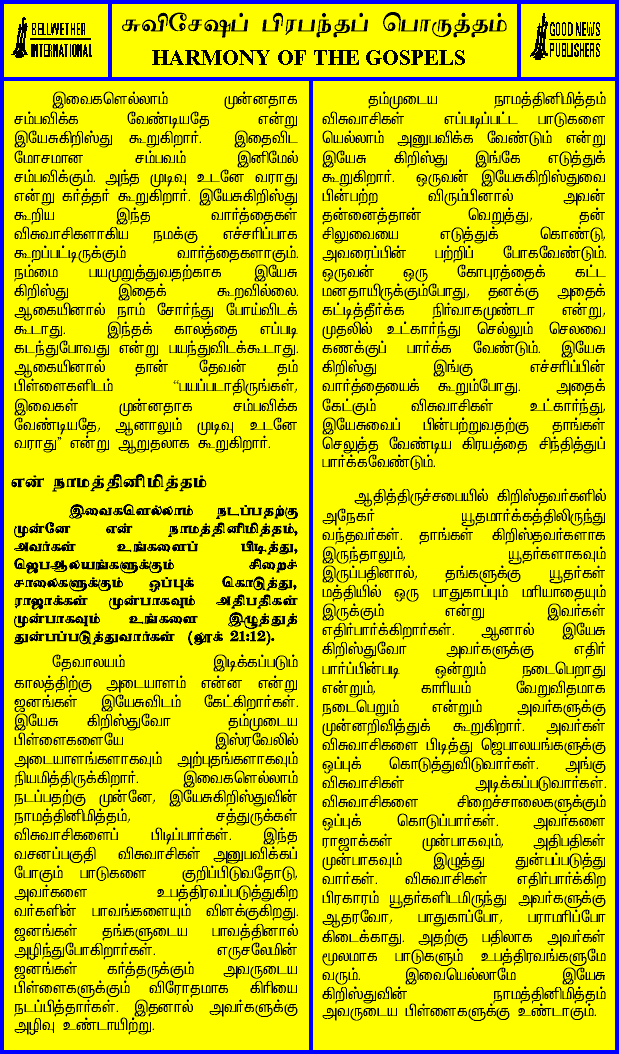 BELLWETHER
INTERNATIONAL
சுவிசேஷப் பிரபந்தப் பொருத்தம்
HARMONY OF THE GOSPELS
GOOD NEWS
PUBLISHERS
இவைகளெல்லாம் முன்னதாக
சம்பவிக்க வேண்டியதே என்று
இயேசுகிறிஸ்து கூறுகிறார். இதைவிட
மோசமான சம்பவம் இனிமேல்
சம்பவிக்கும். அந்த முடிவு உடனே வராது
என்று கர்த்தர் கூறுகிறார். இயேசுகிறிஸ்து
கூறிய இந்த வார்த்தைகள்
விசுவாசிகளாகிய நமக்கு எச்சரிப்பாக
கூறப்பட்டிருக்கும் வார்த்தைகளாகும்.
நம்மை பயமுறுத்துவதற்காக இயேசு
கிறிஸ்து இதைக் கூறவில்லை.
ஆகையினால் நாம் சோர்ந்து போய்விடக்
கூடாது. இந்தக் காலத்தை எப்படி
கடந்துபோவது என்று பயந்துவிடக்கூடாது.
ஆகையினால் தான் தேவன் தம்
பிள்ளைகளிடம் “பயப்படாதிருங்கள்,
இவைகள் முன்னதாக சம்பவிக்க
வேண்டியதே, ஆனாலும் முடிவு உடனே
வராது” என்று ஆறுதலாக கூறுகிறார்.
என் நாமத்தினிமித்தம்
இவைகளெல்லாம் நடப்பதற்கு
முன்னே என் நாமத்தினிமித்தம்,
அவர்கள் உங்களைப் பிடித்து,
ஜெபஆலயங்களுக்கும் சிறைச்
சாலைகளுக்கும் ஒப்புக் கொடுத்து,
ராஜாக்கள் முன்பாகவும் அதிபதிகள்
முன்பாகவும் உங்களை இழுத்துத்
துன்பப்படுத்துவார்கள் (லூக் 21:12).
தேவாலயம் இடிக்கப்படும்
காலத்திற்கு அடையாளம் என்ன என்று
ஜனங்கள் இயேசுவிடம் கேட்கிறார்கள்.
இயேசு கிறிஸ்துவோ தம்முடைய
பிள்ளைகளையே இஸ்ரவேலில்
அடையாளங்களாகவும் அற்புதங்களாகவும்
நியமித்திருக்கிறார். இவைகளெல்லாம்
நடப்பதற்கு முன்னே, இயேசுகிறிஸ்துவின்
நாமத்தினிமித்தம், சத்துருக்கள்
விசுவாசிகளைப் பிடிப்பார்கள். இந்த
வசனப்பகுதி விசுவாசிகள் அனுபவிக்கப்
போகும் பாடுகளை குறிப்பிடுவதோடு,
அவர்களை உபத்திரவப்படுத்துகிற
வர்களின் பாவங்களையும் விளக்குகிறது.
ஜனங்கள் தங்களுடைய பாவத்தினால்
அழிந்துபோகிறார்கள். எருசலேமின்
ஜனங்கள் கர்த்தருக்கும் அவருடைய
பிள்ளைகளுக்கும் விரோதமாக கிரியை
நடப்பித்தார்கள். இதனால் அவர்களுக்கு
அழிவு உண்டாயிற்று.
தம்முடைய நாமத்தினிமித்தம்
விசுவாசிகள் எப்படிப்பட்ட பாடுகளை
யெல்லாம் அனுபவிக்க வேண்டும் என்று
இயேசு கிறிஸ்து இங்கே எடுத்துக்
கூறுகிறார். ஒருவன் இயேசுகிறிஸ்துவை
பின்பற்ற விரும்பினால் அவன்
தன்னைத்தான் வெறுத்து, தன்
சிலுவையை எடுத்துக் கொண்டு,
அவரைப்பின் பற்றிப் போகவேண்டும்.
ஒருவன் ஒரு கோபுரத்தைக் கட்ட
மனதாயிருக்கும்போது, தனக்கு அதைக்
கட்டித்தீர்க்க நிர்வாகமுண்டா என்று,
முதலில் உட்கார்ந்து செல்லும் செலவை
கணக்குப் பார்க்க வேண்டும். இயேசு
கிறிஸ்து இங்கு எச்சரிப்பின்
வார்த்தையைக் கூறும்போது. அதைக்
கேட்கும் விசுவாசிகள் உட்கார்ந்து,
இயேசுவைப் பின்பற்றுவதற்கு தாங்கள்
செலுத்த வேண்டிய கிரயத்தை சிந்தித்துப்
பார்க்கவேண்டும்.
ஆதித்திருச்சபையில் கிறிஸ்தவர்களில்
அநேகர் யூதமார்க்கத்திலிருந்து
வந்தவர்கள். தாங்கள் கிறிஸ்தவர்களாக
இருந்தாலும், யூதர்களாகவும்
இருப்பதினால், தங்களுக்கு யூதர்கள்
மத்தியில் ஒரு பாதுகாப்பும் மரியாதையும்
இருக்கும் என்று இவர்கள்
எதிர்பார்க்கிறார்கள். ஆனால் இயேசு
கிறிஸ்துவோ அவர்களுக்கு எதிர்
பார்ப்பின்படி ஒன்றும் நடைபெறாது
என்றும், காரியம் வேறுவிதமாக
நடைபெறும் என்றும் அவர்களுக்கு
முன்னறிவித்துக் கூறுகிறார். அவர்கள்
விசுவாசிகளை பிடித்து ஜெபாலயங்களுக்கு
ஒப்புக் கொடுத்துவிடுவார்கள். அங்கு
விசுவாசிகள் அடிக்கப்படுவார்கள்.
விசுவாசிகளை சிறைச்சாலைகளுக்கும்
ஒப்புக் கொடுப்பார்கள். அவர்களை
ராஜாக்கள் முன்பாகவும், அதிபதிகள்
முன்பாகவும் இழுத்து துன்பப்படுத்து
வார்கள். விசுவாசிகள் எதிர்பார்க்கிற
பிரகாரம் யூதர்களிடமிருந்து அவர்களுக்கு
ஆதரவோ, பாதுகாப்போ, பராமரிப்போ
கிடைக்காது. அதற்கு பதிலாக அவர்கள்
மூலமாக பாடுகளும் உபத்திரவங்களுமே
வரும். இவையெல்லாமே இயேசு
கிறிஸ்துவின் நாமத்தினிமித்தம்
அவருடைய பிள்ளைகளுக்கு உண்டாகும்.